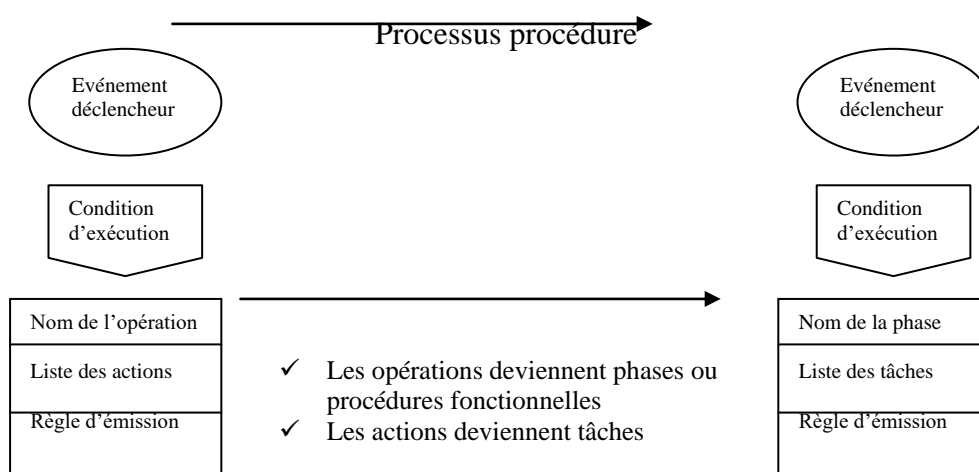 Processus procédure
Evénement
déclencheur
Evénement
déclencheur
Condition
d’exécution
Condition
d’exécution
Nom de l’opération
Liste des actions
Règle d’émission
✓ Les opérations deviennent phases ou
procédures fonctionnelles
✓ Les actions deviennent tâches
Nom de la phase
Liste des tâches
Règle d’émission